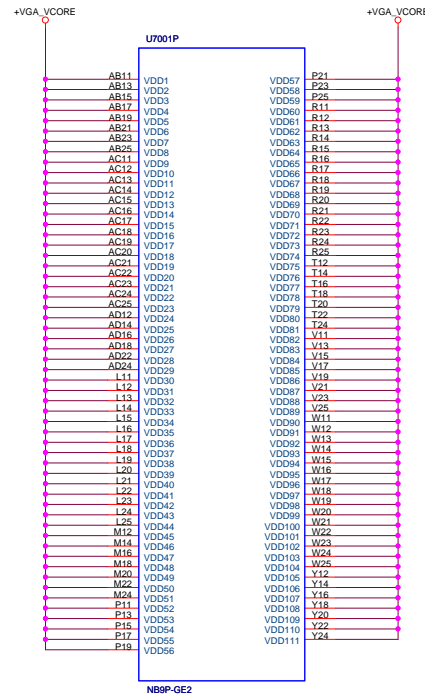 +VGA_VCORE +VGA_VCORE
U7001P
AB11 VDD1 VDD57 P21
AB13 VDD2 VDD58 P23
AB15 VDD3 VDD59 P25
AB17 VDD4 VDD60 R11
AB19 VDD5 VDD61 R12
AB21 VDD6 VDD62 R13
AB23 VDD7 VDD63 R14
AB25 VDD8 VDD64 R15
AC11 VDD9 VDD65 R16
AC12 VDD10 VDD66 R17
AC13 VDD11 VDD67 R18
AC14 VDD12 VDD68 R19
AC15 VDD13 VDD69 R20
AC16 VDD14 VDD70 R21
AC17 VDD15 VDD71 R22
AC18 VDD16 VDD72 R23
AC19 VDD17 VDD73 R24
AC20 VDD18 VDD74 R25
AC21 VDD19 VDD75 T12
AC22 VDD20 VDD76 T14
AC23 VDD21 VDD77 T16
AC24 VDD22 VDD78 T18
AC25 VDD23 VDD79 T20
AD12 VDD24 VDD80 T22
AD14 VDD25 VDD81 T24
AD16 VDD26 VDD82 V11
AD18 VDD27 VDD83 V13
AD22 VDD28 VDD84 V15
AD24 VDD29 VDD85 V17
L11 VDD30 VDD86 V19
L12 VDD31 VDD87 V21
L13 VDD32 VDD88 V23
L14 VDD33 VDD89 V25
L15 VDD34 VDD90 W11
L16 VDD35 VDD91 W12
L17 VDD36 VDD92 W13
L18 VDD37 VDD93 W14
L19 VDD38 VDD94 W15
L20 VDD39 VDD95 W16
L21 VDD40 VDD96 W17
L22 VDD41 VDD97 W18
L23 VDD42 VDD98 W19
L24 VDD43 VDD99 W20
L25 VDD44 VDD100 W21
M12 VDD45 VDD101 W22
M14 VDD46 VDD102 W23
M16 VDD47 VDD103 W24
M18 VDD48 VDD104 W25
M20 VDD49 VDD105 Y12
M22 VDD50 VDD106 Y14
M24 VDD51 VDD107 Y16
P11 VDD52 VDD108 Y18
P13 VDD53 VDD109 Y20
P15 VDD54 VDD110 Y22
P17 VDD55 VDD111 Y24
P19 VDD56
NB9P-GE2